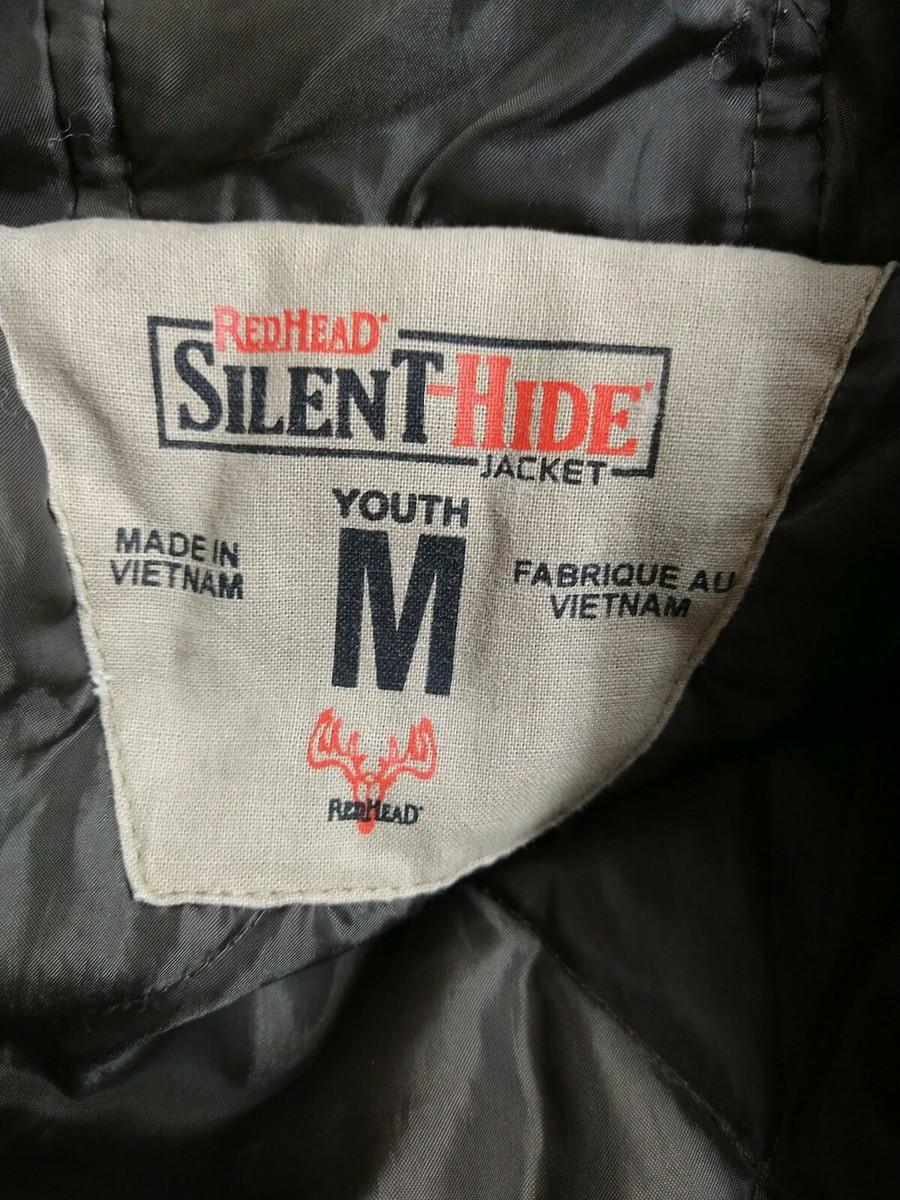 REDHEAD®
SILENT-HIDE®
JACKET
YOUTH
M
MADE IN
VIETNAM
FABRIQUE AU
VIETNAM
REDHEAD®